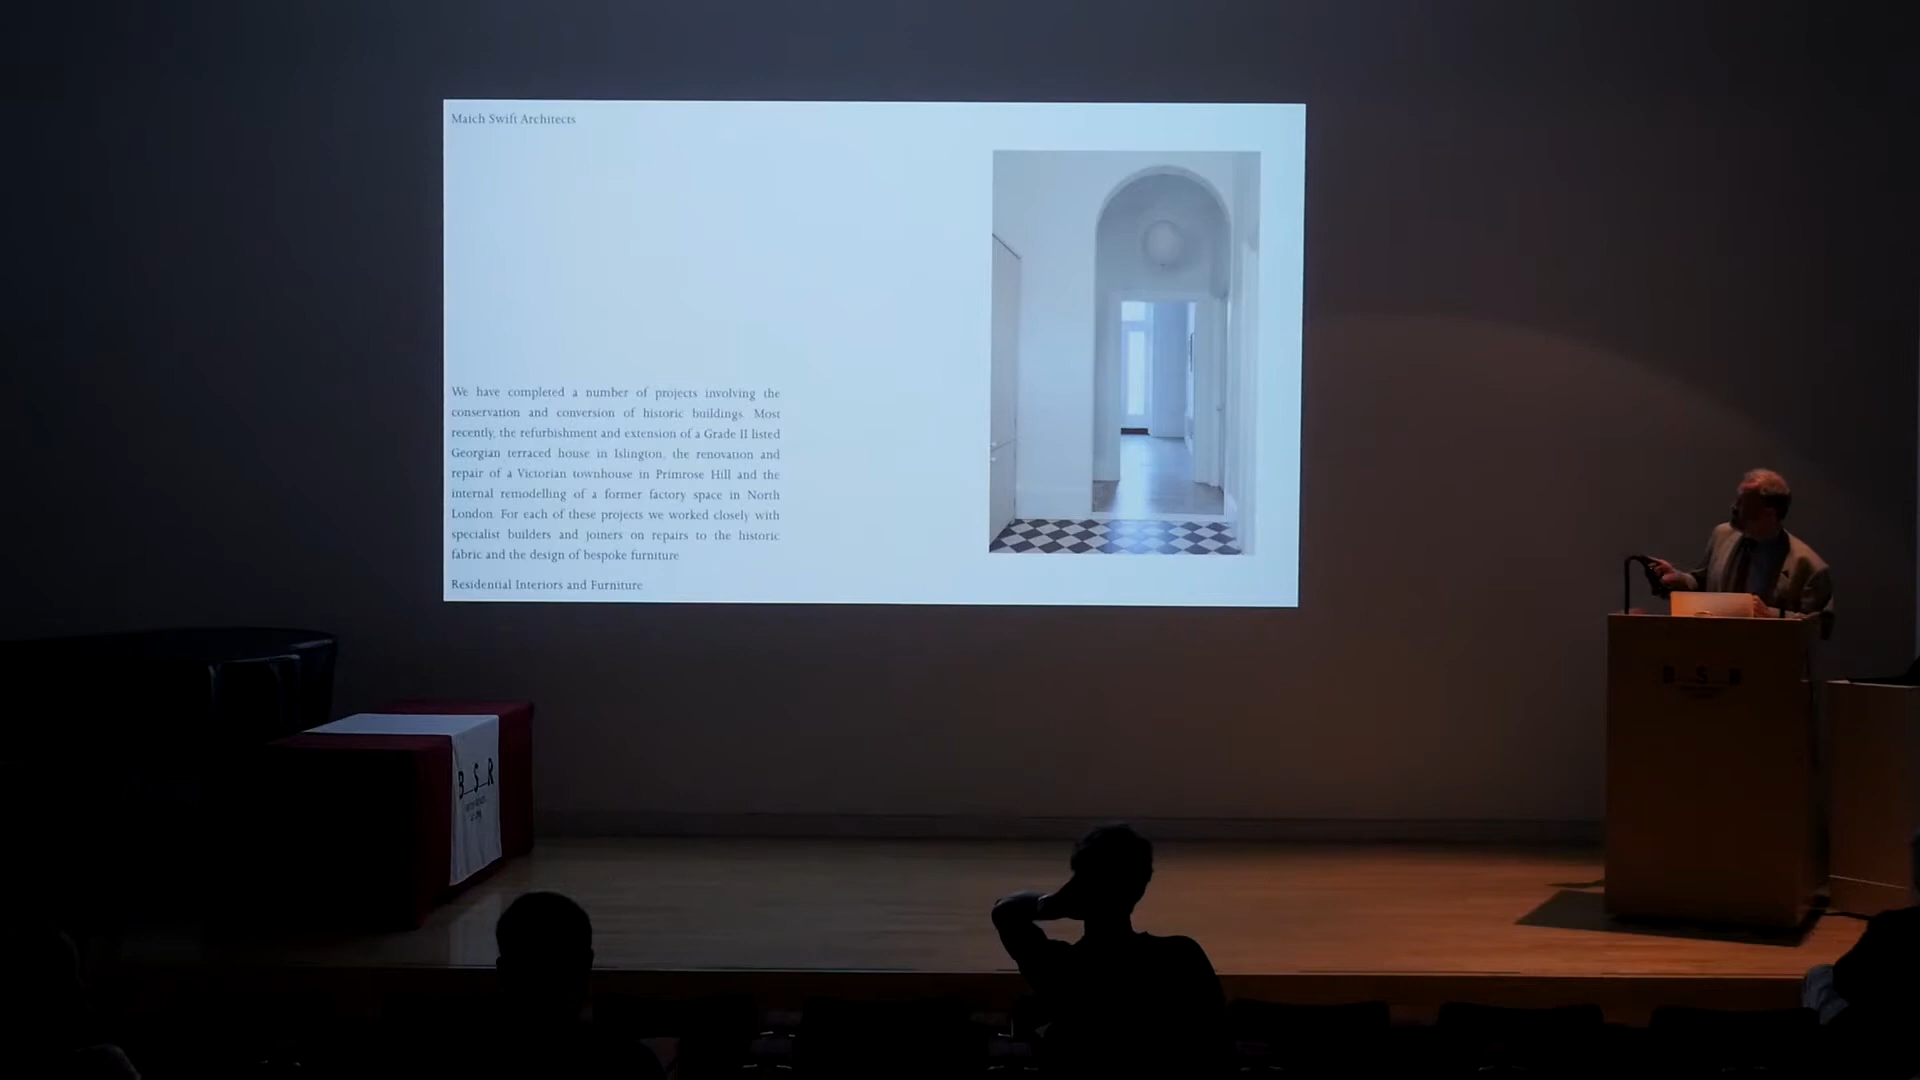 Maich Swift Architects
We have completed a number of projects involving the
conservation and conversion of historic buildings. Most
recently, the refurbishment and extension of a Grade II listed
Georgian terraced house in Islington, the renovation and
repair of a Victorian townhouse in Primrose Hill and the
internal remodelling of a former factory space in North
London. For each of these projects we worked closely with
specialist builders and joiners on repairs to the historic
fabric and the design of bespoke furniture
Residential Interiors and Furniture
B S R
B S R